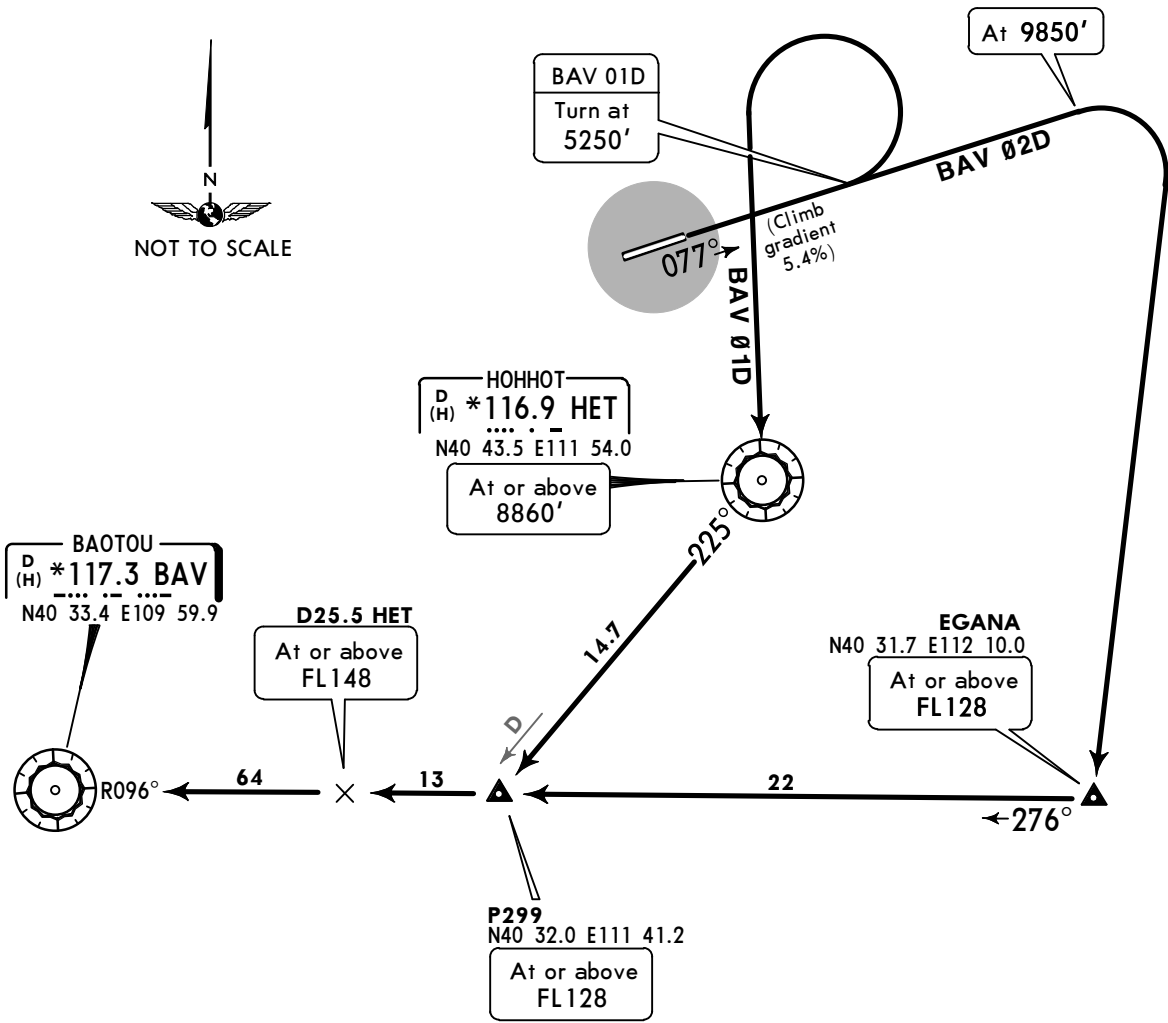 At 9850'
BAV 01D
Turn at
5250'
BAV Ø2D
N
NOT TO SCALE
(Climb
gradient
5.4%)
077°
BAV Ø1D
HOHHOT
D
(H) *116.9 HET
N40 43.5 E111 54.0
At or above
8860'
225°
BAOTOU
D
(H) *117.3 BAV
N40 33.4 E109 59.9
D25.5 HET
At or above
FL148
14.7
EGANA
N40 31.7 E112 10.0
At or above
FL128
D
R096°
64
13
22
276°
P299
N40 32.0 E111 41.2
At or above
FL128